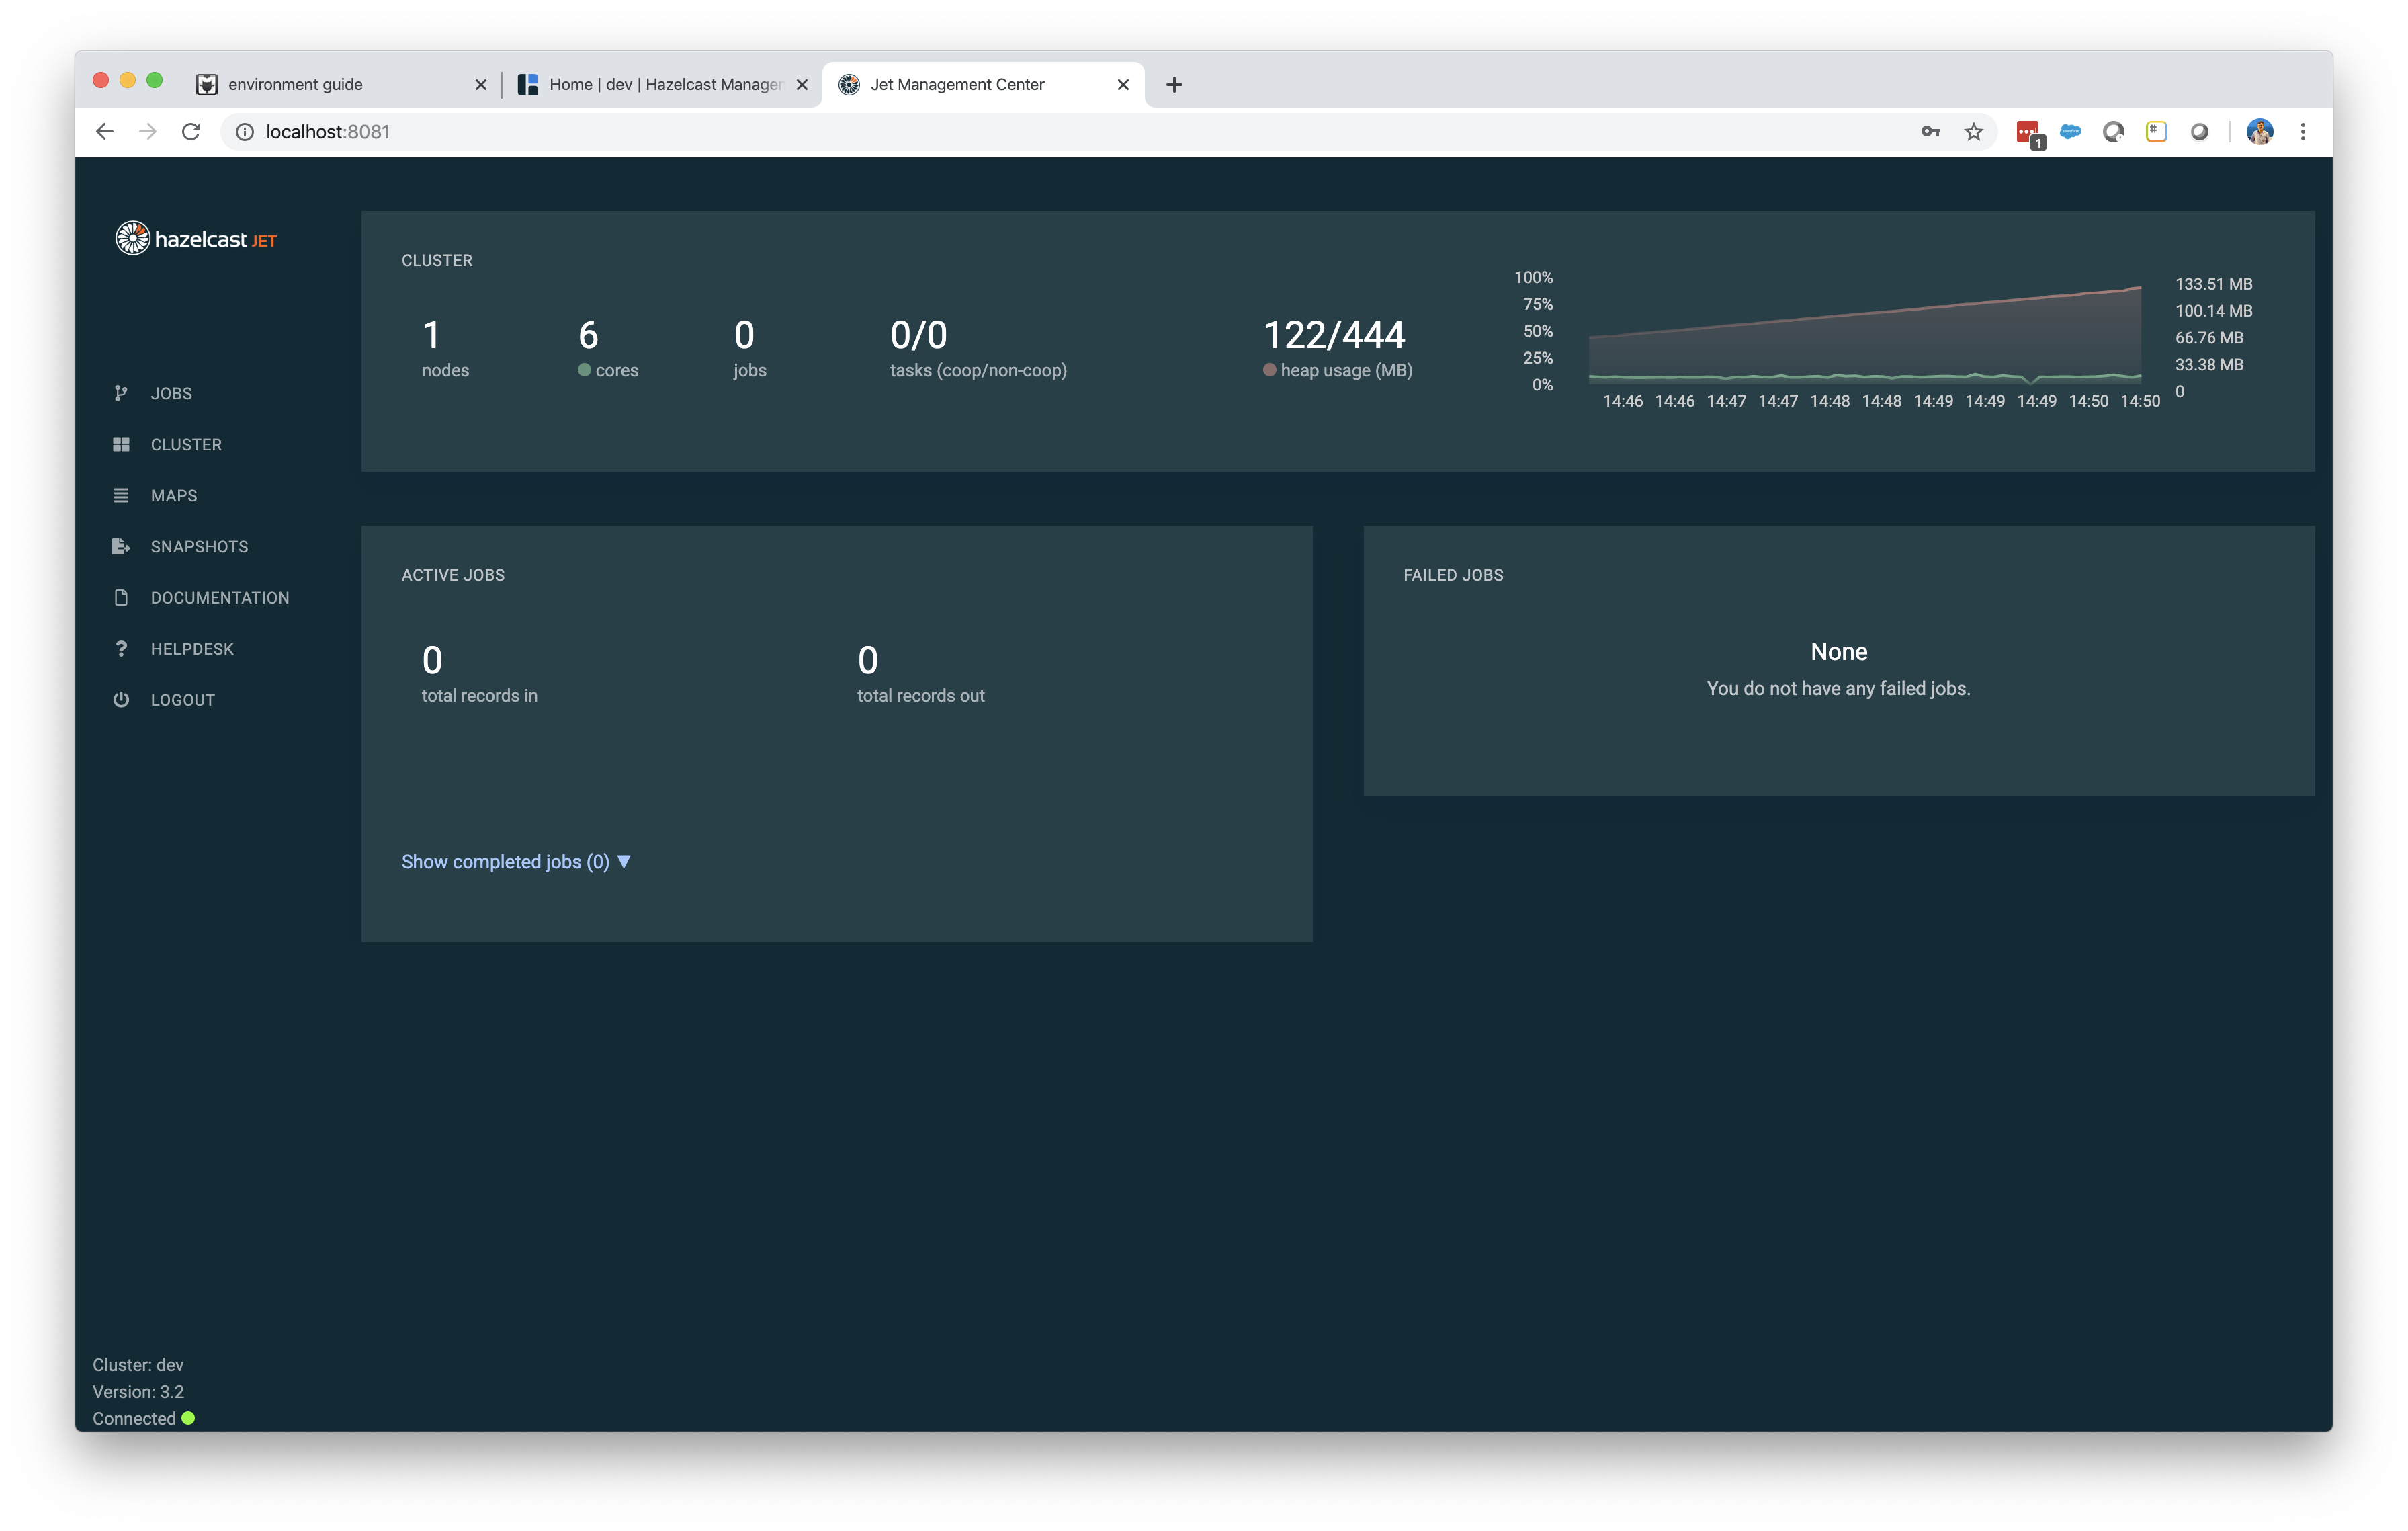 environment guide
Home | dev | Hazelcast Manager
Jet Management Center
localhost:8081
1
hazelcast JET
JOBS
CLUSTER
MAPS
SNAPSHOTS
DOCUMENTATION
HELPDESK
LOGOUT
CLUSTER
1
nodes
6
cores
0
jobs
0/0
tasks (coop/non-coop)
122/444
heap usage (MB)
100%
75%
50%
25%
0%
133.51 MB
100.14 MB
66.76 MB
33.38 MB
0
14:46 14:46 14:47 14:47 14:48 14:48 14:49 14:49 14:49 14:50 14:50
ACTIVE JOBS
0
total records in
0
total records out
Show completed jobs (0) ▼
FAILED JOBS
None
You do not have any failed jobs.
Cluster: dev
Version: 3.2
Connected